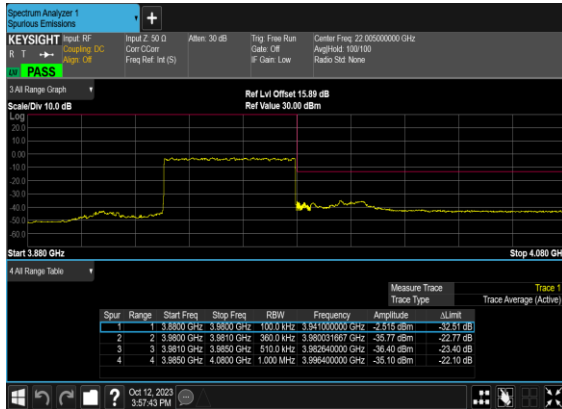 Spectrum Analyzer 1
Spurious Emissions
KEYSIGHT Input: RF Input Z: 50 Ω Atten: 30 dB Trig: Free Run Center Freq: 22.005000000 GHz
R T Coupling: DC Corr CCorr Gate: Off Avg|Hold: 100/100
Align: Off Freq Ref: Int (S) IF Gain: Low Radio Std: None
PASS
3 All Range Graph
Ref Lvl Offset 15.89 dB
Scale/Div 10.0 dB Ref Value 30.00 dBm
Log
20.0
10.0
0.00
-10.0
-20.0
-30.0
-40.0
-50.0
-60.0
Start 3.880 GHz Stop 4.080 GHz
4 All Range Table
Measure Trace Trace 1
Trace Type Trace Average (Active)
Spur Range Start Freq Stop Freq RBW Frequency Amplitude ΔLimit
1 1 3.8800 GHz 3.9800 GHz 100.0 kHz 3.941000000 GHz -2.515 dBm -32.51 dB
2 2 3.9800 GHz 3.9810 GHz 360.0 kHz 3.980031667 GHz -35.77 dBm -22.77 dB
3 3 3.9810 GHz 3.9850 GHz 510.0 kHz 3.982640000 GHz -36.40 dBm -23.40 dB
4 4 3.9850 GHz 4.0800 GHz 1.000 MHz 3.996400000 GHz -35.10 dBm -22.10 dB
Oct 12, 2023
3:57:43 PM